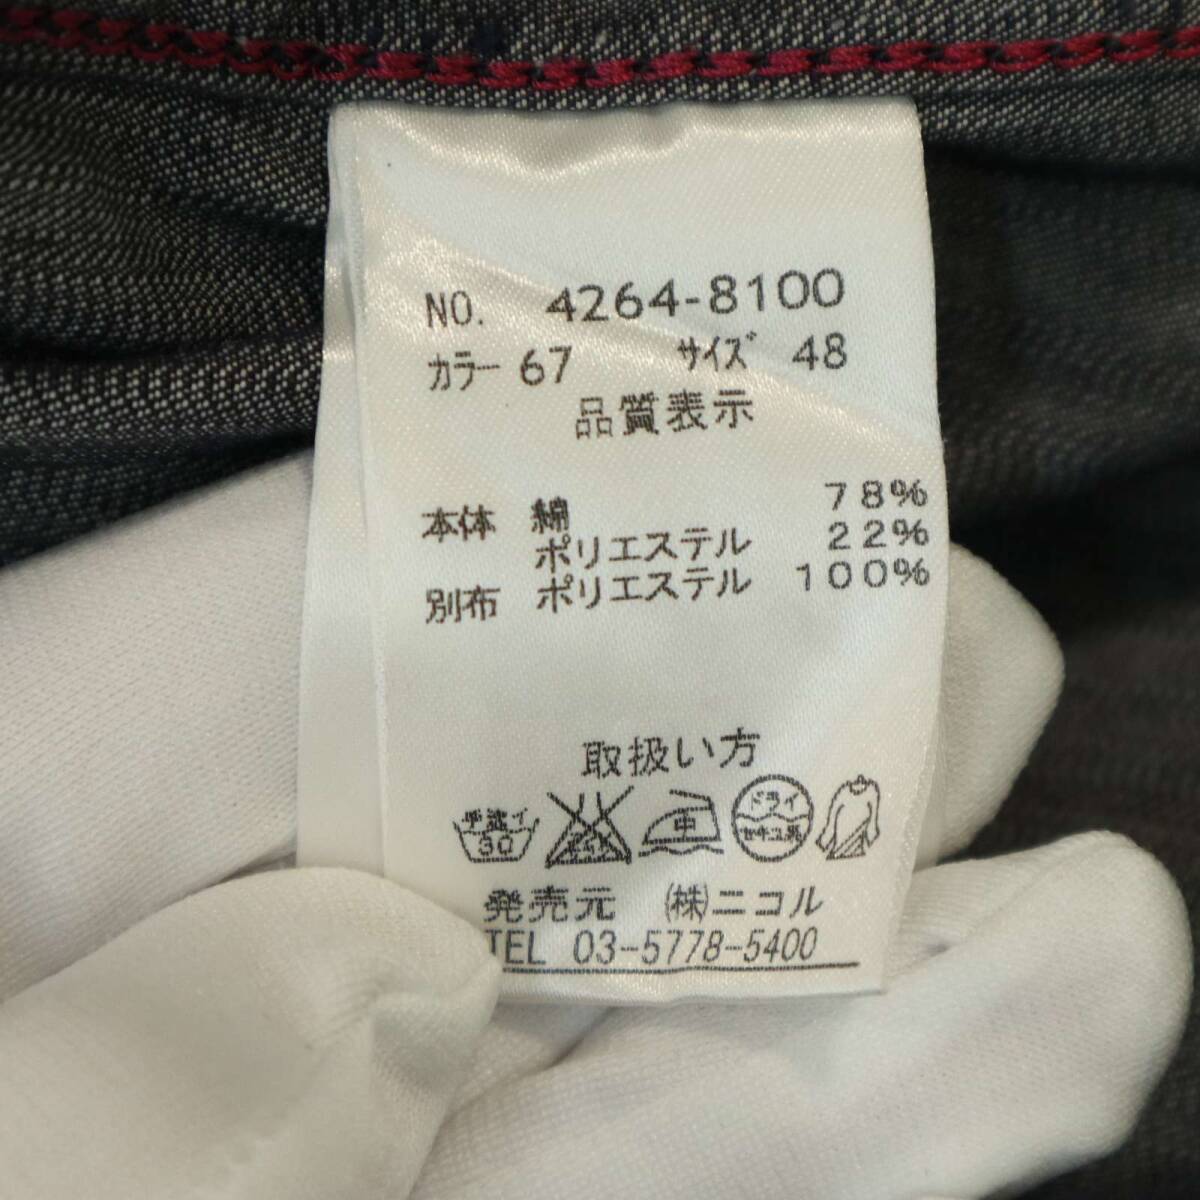 NO. 4264-8100
カラー 67 サイズ 48
品質表示
本体 綿 78%
ポリエステル 22%
別布 ポリエステル 100%
取扱い方
手洗イ 30
ドライ
セキユ系
発売元 (株)ニコル
TEL 03-5778-5400